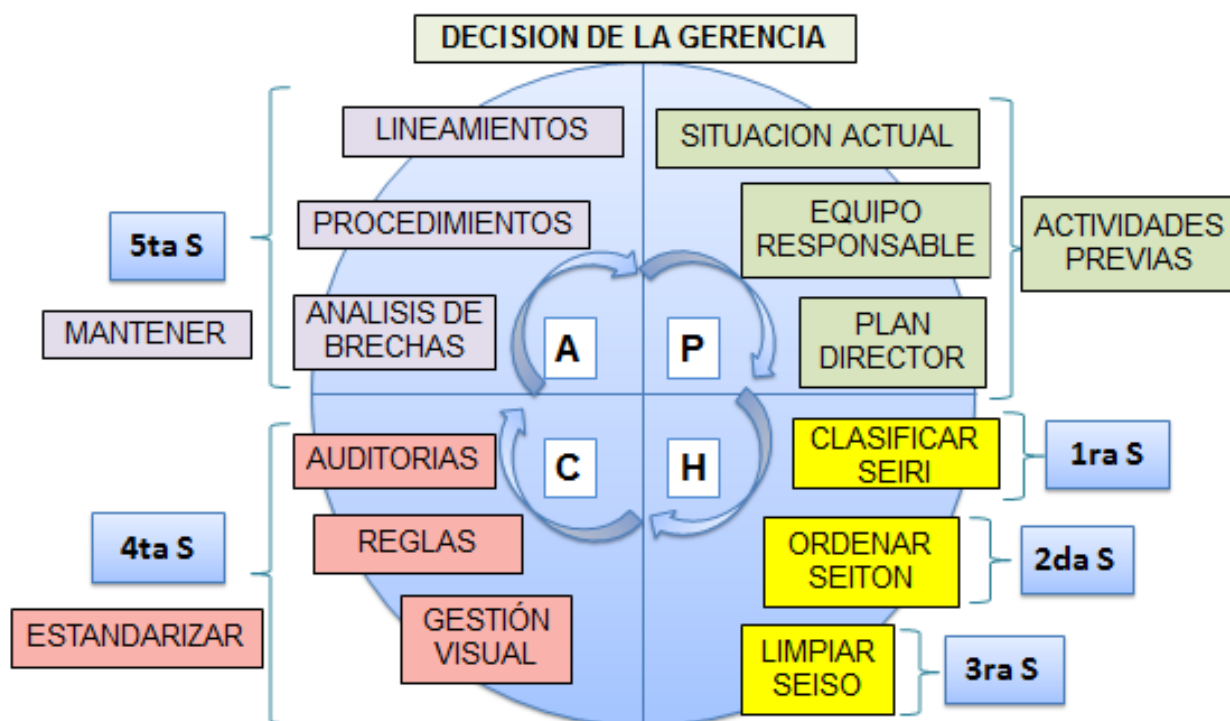 DECISION DE LA GERENCIA
LINEAMIENTOS
SITUACION ACTUAL
PROCEDIMIENTOS
EQUIPO
RESPONSABLE
ACTIVIDADES
PREVIAS
5ta S
MANTENER
ANALISIS DE
BRECHAS
A
P
PLAN
DIRECTOR
AUDITORIAS
C
H
CLASIFICAR
SEIRI
1ra S
4ta S
REGLAS
ORDENAR
SEITON
2da S
ESTANDARIZAR
GESTIÓN
VISUAL
LIMPIAR
SEISO
3ra S